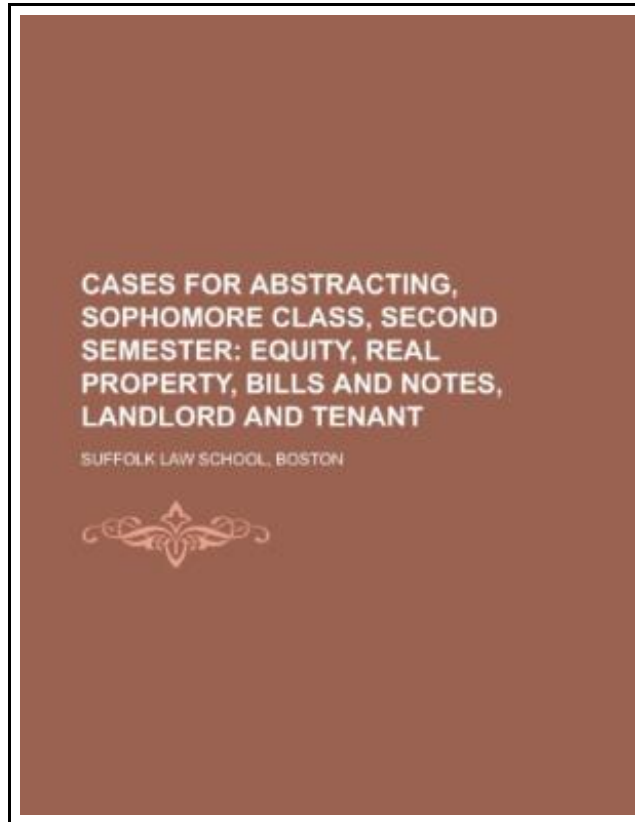 CASES FOR ABSTRACTING,
SOPHOMORE CLASS, SECOND
SEMESTER: EQUITY, REAL
PROPERTY, BILLS AND NOTES,
LANDLORD AND TENANT
SUFFOLK LAW SCHOOL, BOSTON